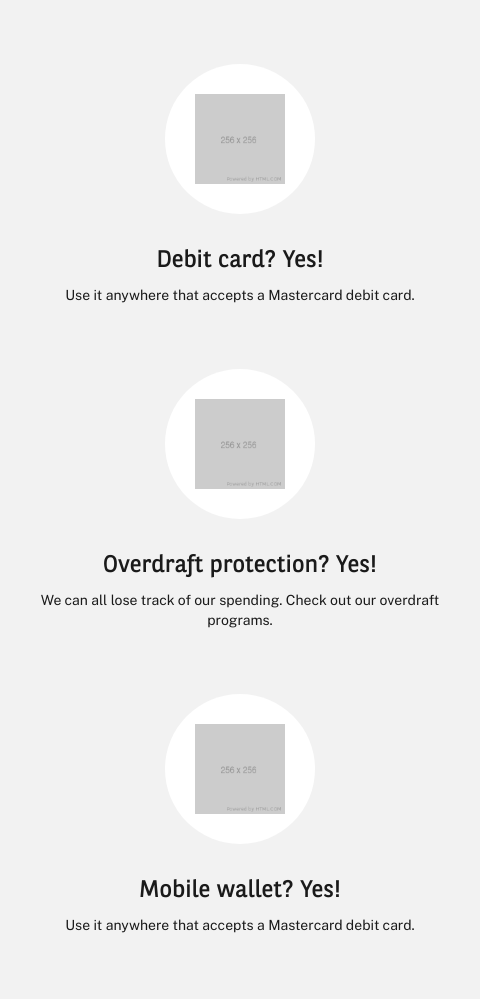 256 x 256
Powered by HTML.COM
Debit card? Yes!
Use it anywhere that accepts a Mastercard debit card.
256 x 256
Powered by HTML.COM
Overdraft protection? Yes!
We can all lose track of our spending. Check out our overdraft
programs.
256 x 256
Powered by HTML.COM
Mobile wallet? Yes!
Use it anywhere that accepts a Mastercard debit card.